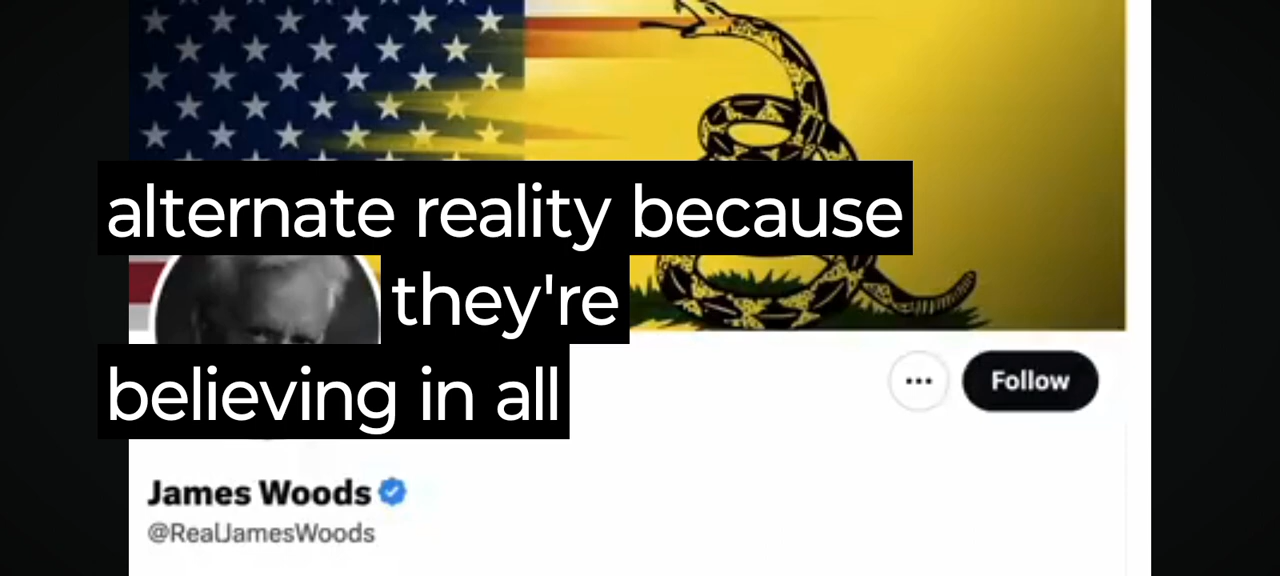 alternate reality because
they're
believing in all
Follow
James Woods
@RealJamesWoods